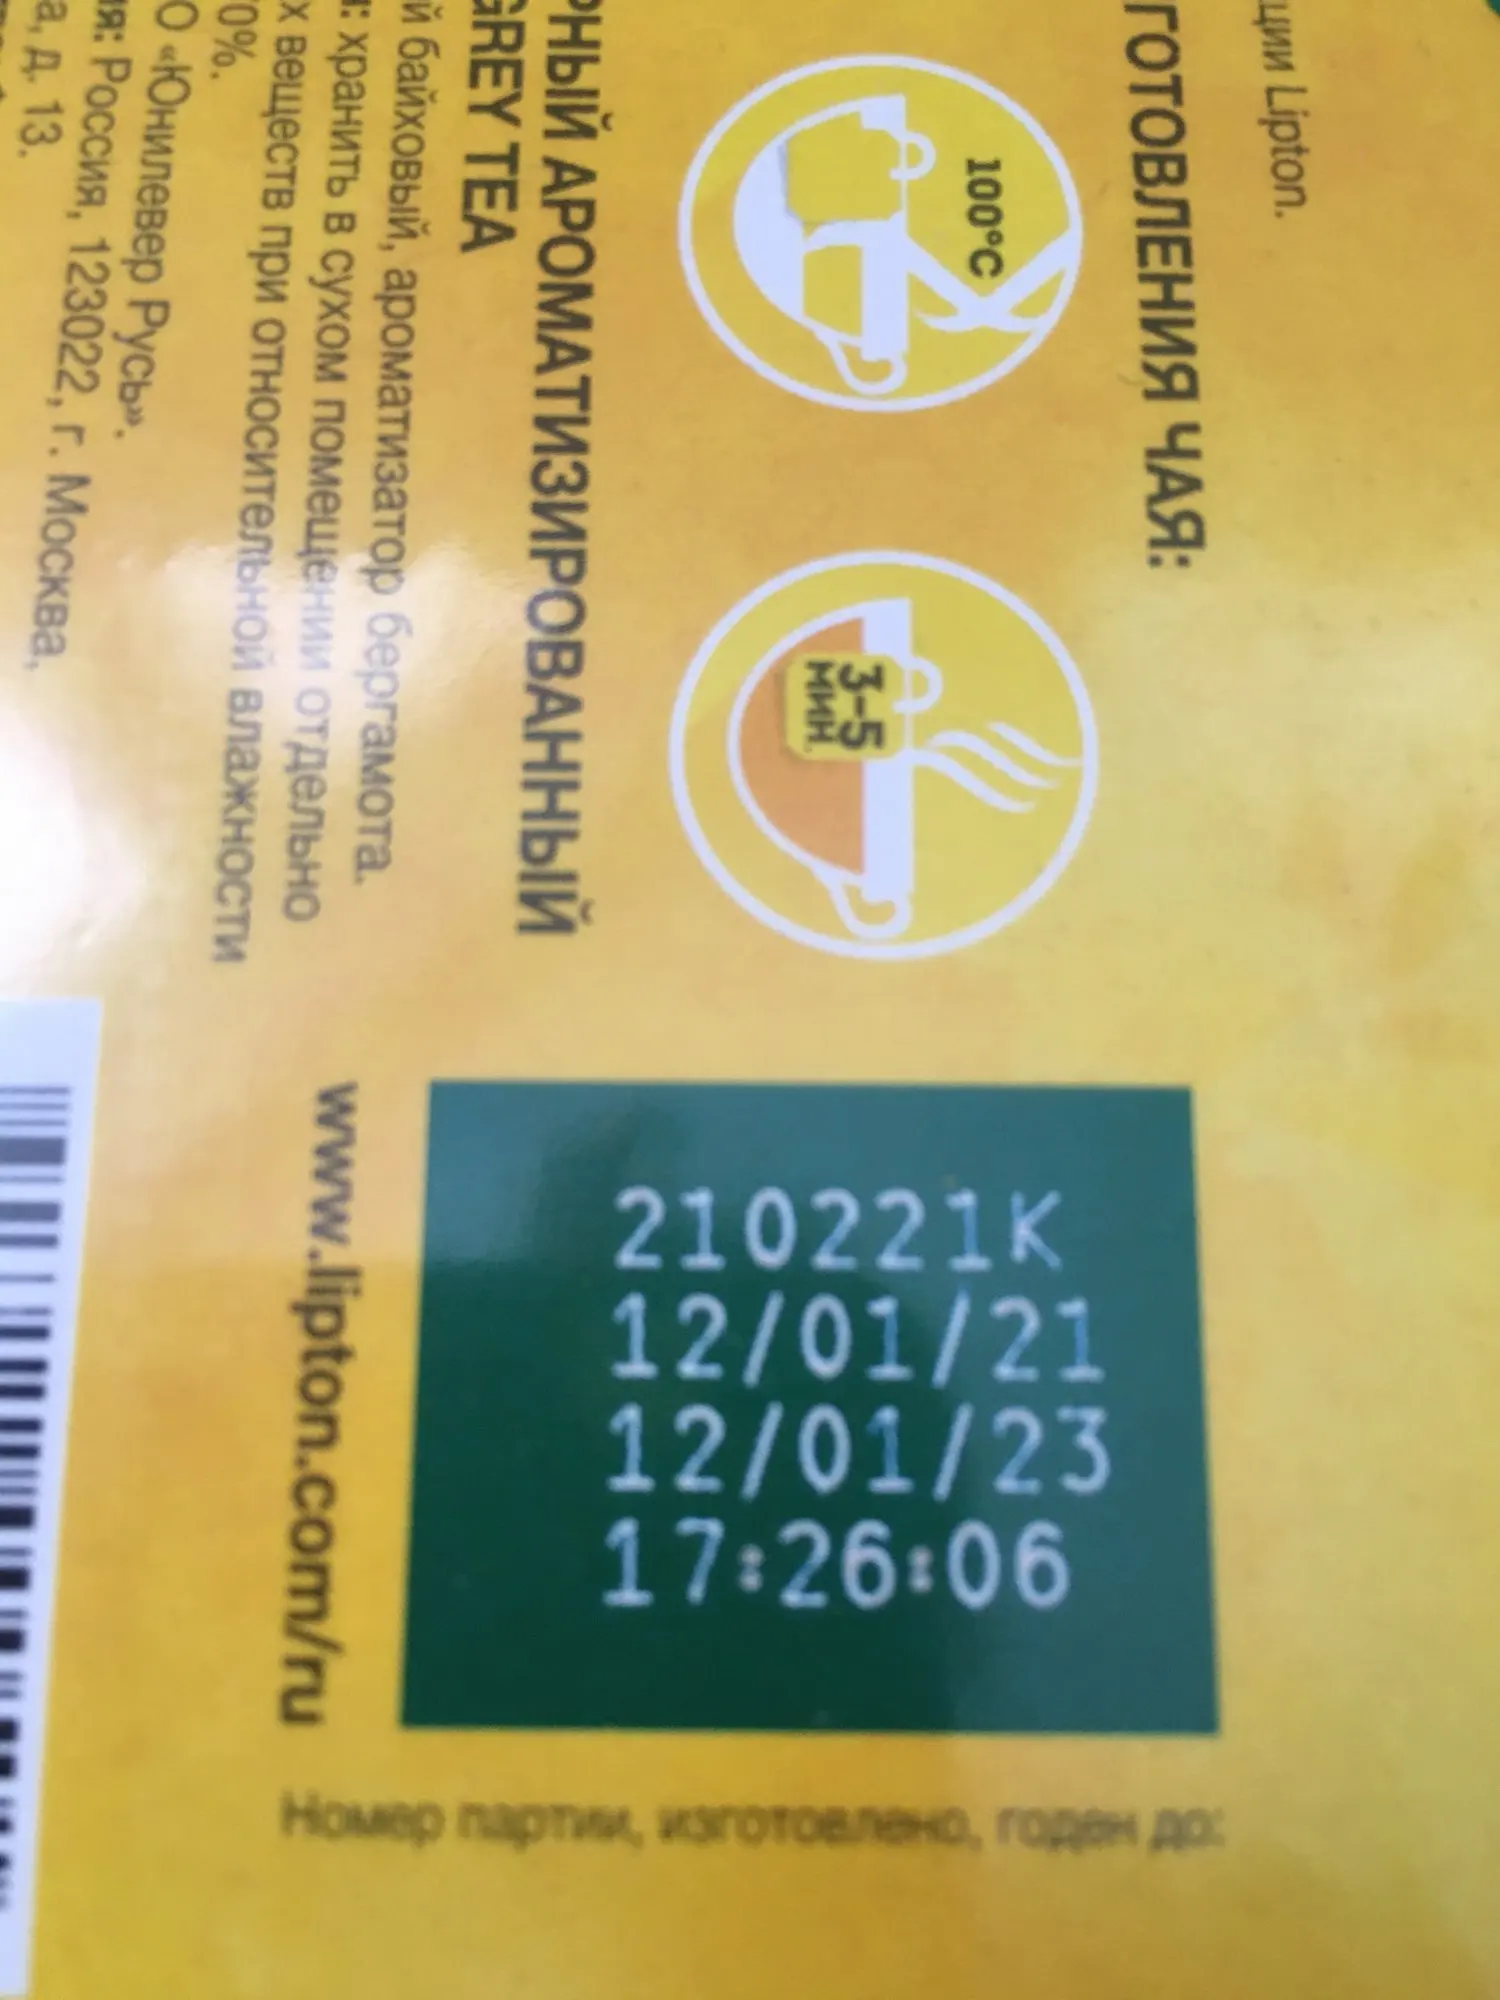 ции Lipton.
ГОТОВЛЕНИЯ ЧАЯ:
100°C
3–5
МИН.
РНЫЙ АРОМАТИЗИРОВАННЫЙ
GREY TEA
й байховый, ароматизатор бергамота.
: хранить в сухом помещении отдельно
х веществ при относительной влажности
70%.
О «Юнилевер Русь».
ия: Россия, 123022, г. Москва,
а, д. 13.
www.lipton.com/ru
210221K
12/01/21
12/01/23
17:26:06
Номер партии, изготовлено, годен до: